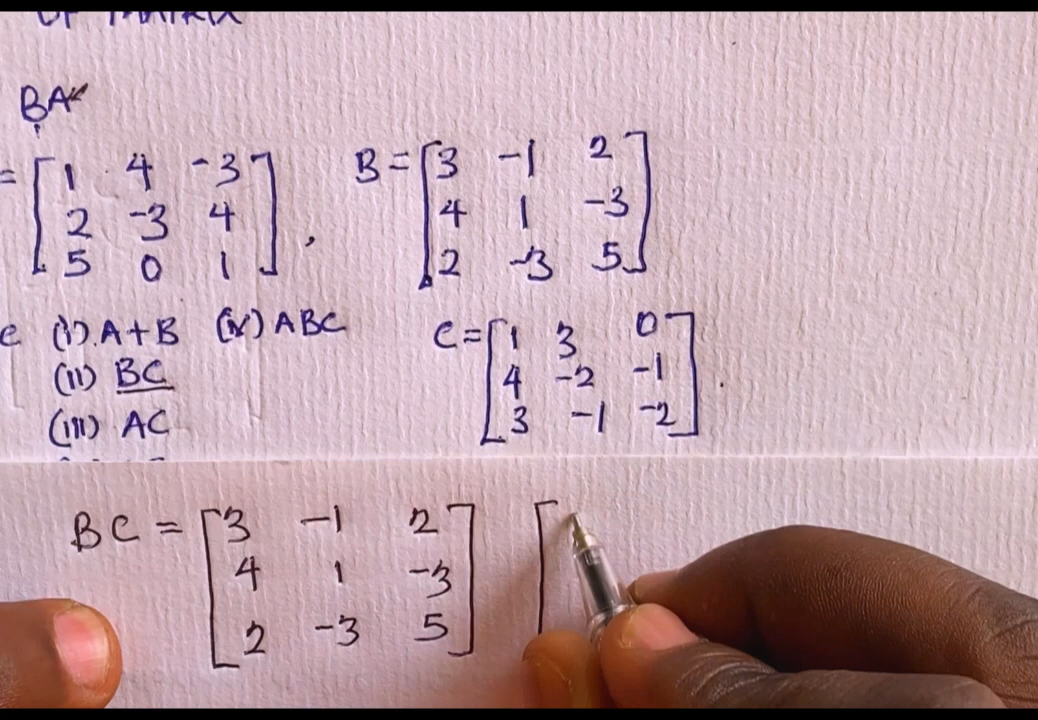 OF MATRIX
BA
= [1 4 -3] B = [3 -1 2]
[2 -3 4] [4 1 -3]
[5 0 1] , [2 -3 5]
e (i). A+B (iv) ABC C = [1 3 0]
(ii) BC [4 -2 -1] .
(iii) AC [3 -1 -2]
BC = [3 -1 2] [
[4 1 -3]
[2 -3 5]